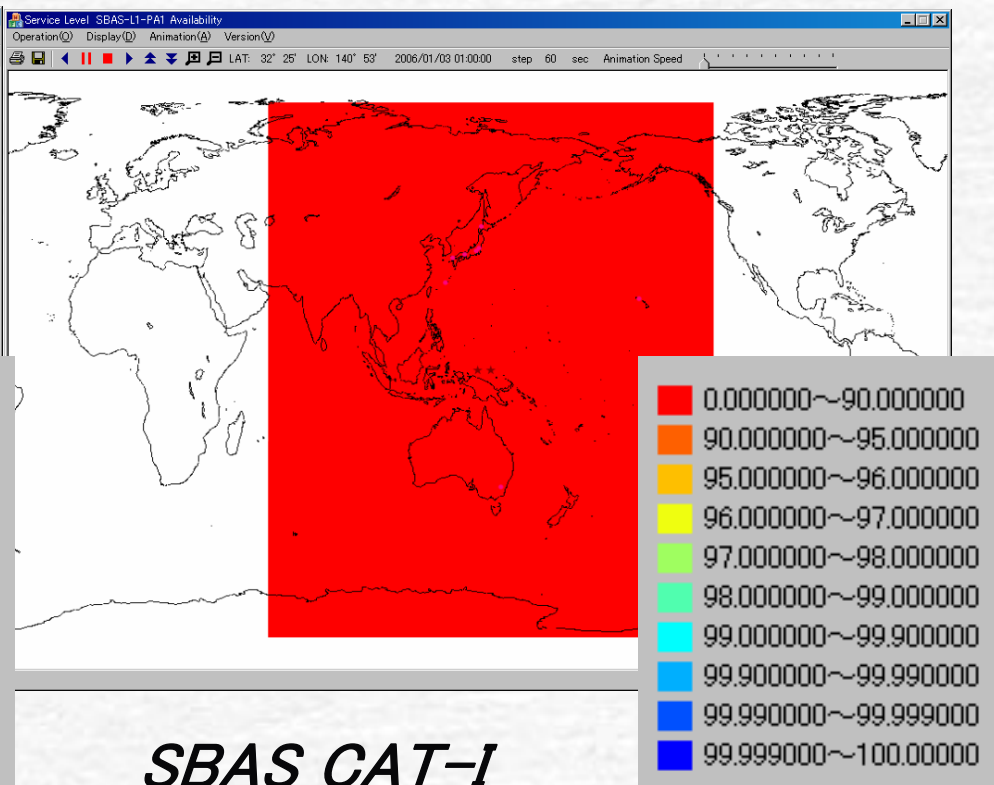 Service Level SBAS-L1-PA1 Availability
Operation(O) Display(D) Animation(A) Version(V)
LAT: 32° 25' LON: 140° 53' 2006/01/03 01:00:00 step 60 sec Animation Speed
0.000000～90.000000
90.000000～95.000000
95.000000～96.000000
96.000000～97.000000
97.000000～98.000000
98.000000～99.000000
99.000000～99.900000
99.900000～99.990000
99.990000～99.999000
99.999000～100.00000
SBAS CAT-I